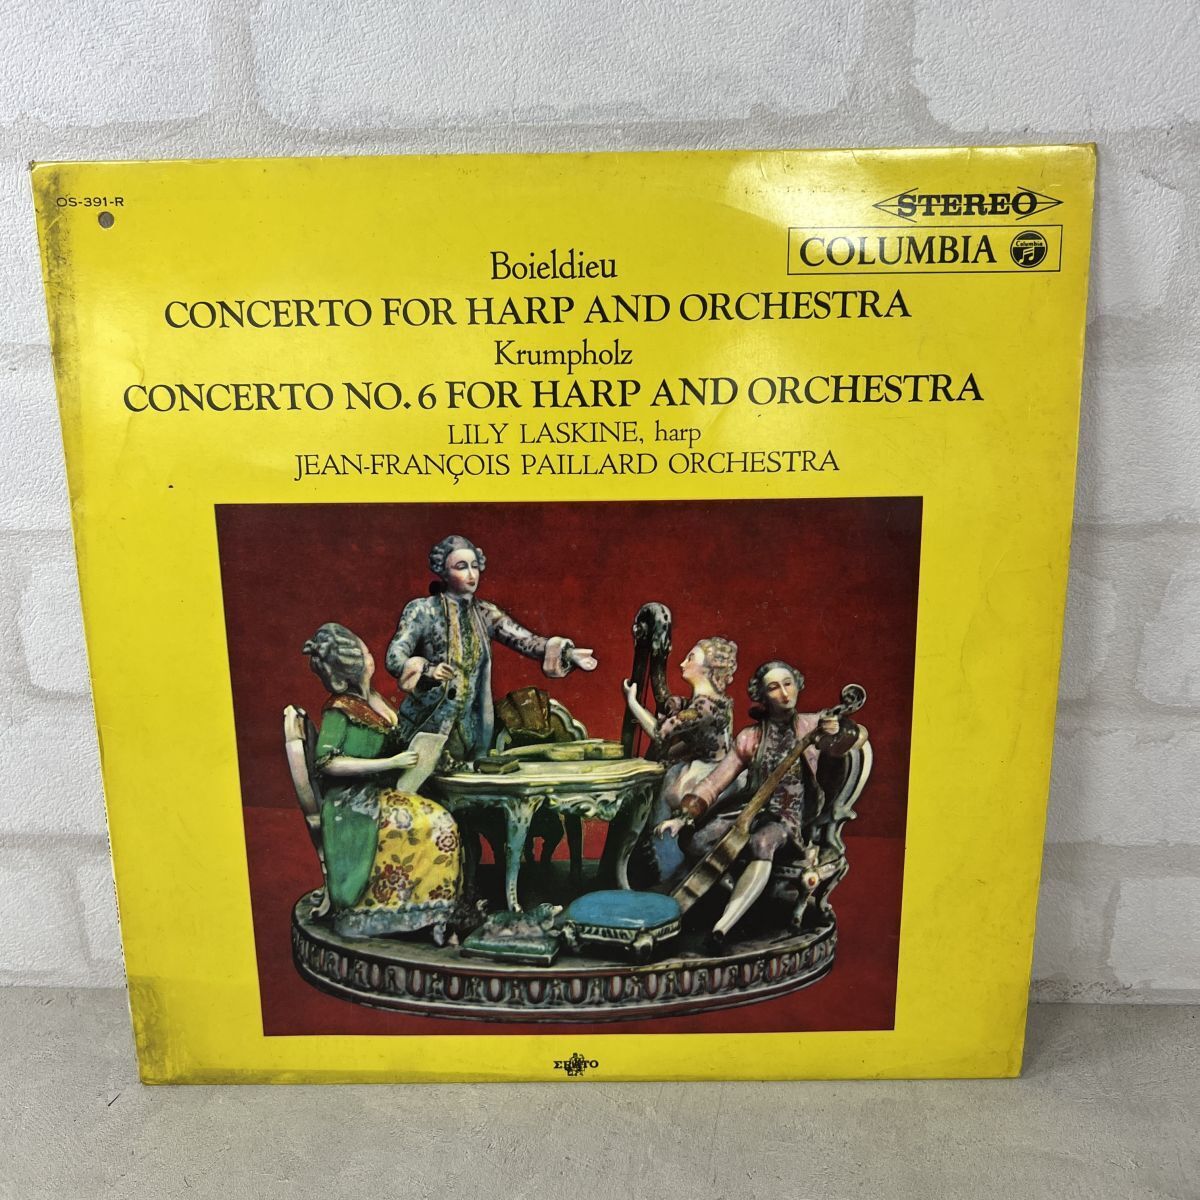 OS-391-R
STEREO
COLUMBIA
Columbia
Boieldieu
CONCERTO FOR HARP AND ORCHESTRA
Krumpholz
CONCERTO NO. 6 FOR HARP AND ORCHESTRA
LILY LASKINE, harp
JEAN-FRANÇOIS PAILLARD ORCHESTRA